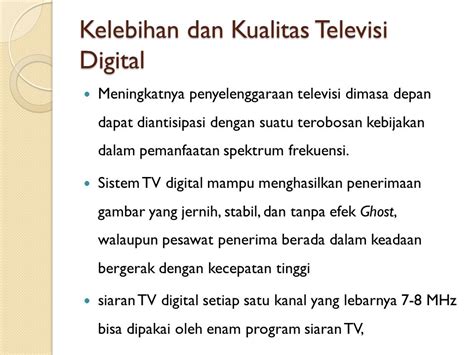 Kelebihan dan Kualitas Televisi
Digital
Meningkatnya penyelenggaraan televisi dimasa depan
dapat diantisipasi dengan suatu terobosan kebijakan
dalam pemanfaatan spektrum frekuensi.
Sistem TV digital mampu menghasilkan penerimaan
gambar yang jernih, stabil, dan tanpa efek Ghost,
walaupun pesawat penerima berada dalam keadaan
bergerak dengan kecepatan tinggi
siaran TV digital setiap satu kanal yang lebarnya 7-8 MHz
bisa dipakai oleh enam program siaran TV,